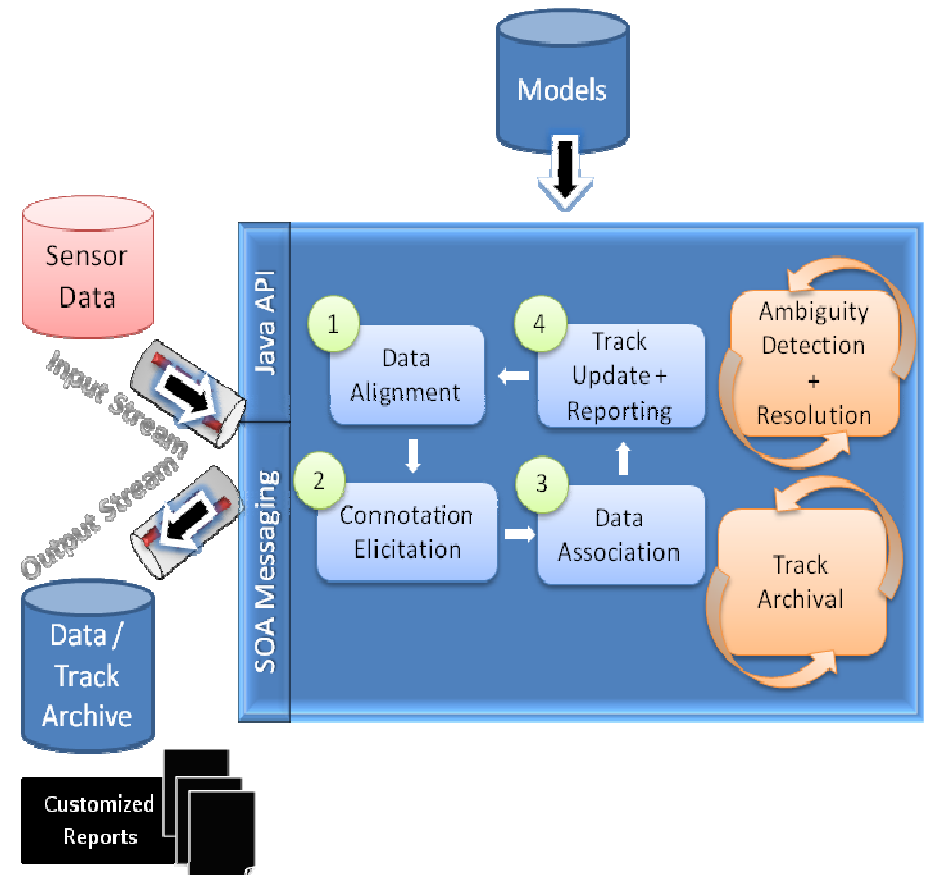 Models
Sensor
Data
Input Stream
Output Stream
Data /
Track
Archive
Customized
Reports
Java API
SOA Messaging
1
Data
Alignment
2
Connotation
Elicitation
3
Data
Association
4
Track
Update +
Reporting
Ambiguity
Detection
+
Resolution
Track
Archival